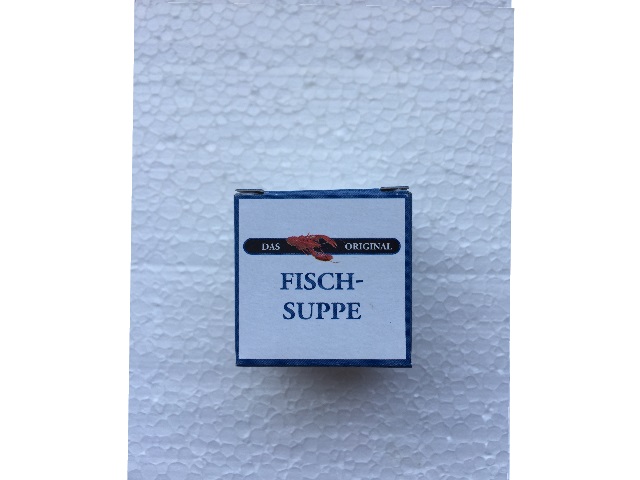 DAS ORIGINAL
FISCH-
SUPPE